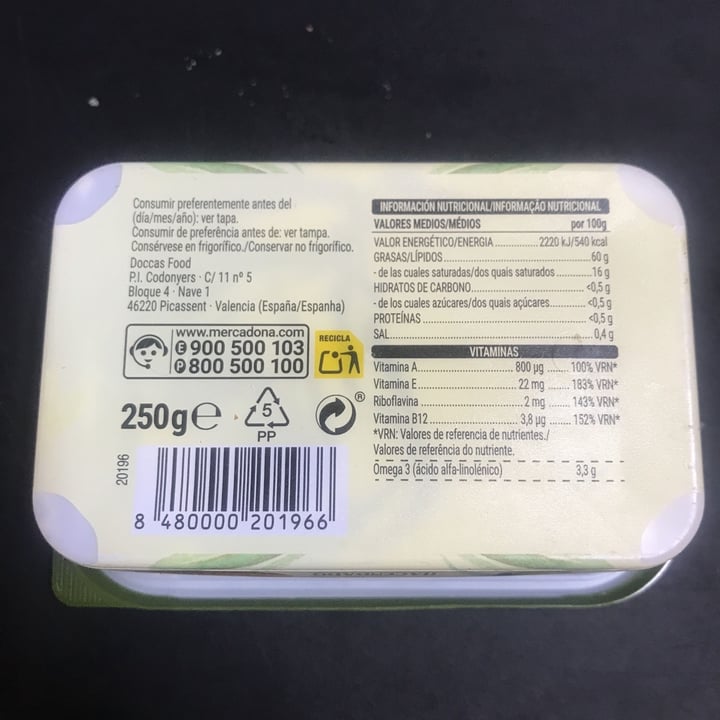 Consumir preferentemente antes del
(día/mes/año): ver tapa.
Consumir de preferência antes de: ver tampa.
Consérvese en frigorífico./Conservar no frigorífico.
Doccas Food
P.I. Codonyers · C/ 11 nº 5
Bloque 4 · Nave 1
46220 Picassent · Valencia (España/Espanha)
www.mercadona.com
E 900 500 103
P 800 500 100
RECICLA
250g e
5
PP
®
20196
8 480000 201966
INFORMACIÓN NUTRICIONAL/INFORMAÇÃO NUTRICIONAL
VALORES MEDIOS/MÉDIOS por 100g
VALOR ENERGÉTICO/ENERGIA 2220 kJ/540 kcal
GRASAS/LÍPIDOS 60 g
- de las cuales saturadas/dos quais saturados 16 g
HIDRATOS DE CARBONO <0,5 g
- de los cuales azúcares/dos quais açúcares <0,5 g
PROTEÍNAS <0,5 g
SAL 0,4 g
VITAMINAS
Vitamina A 800 µg 100% VRN*
Vitamina E 22 mg 183% VRN*
Riboflavina 2 mg 143% VRN*
Vitamina B12 3,8 µg 152% VRN*
*VRN: Valores de referencia de nutrientes./
Valores de referência do nutriente.
Omega 3 (ácido alfa-linolénico) 3,3 g